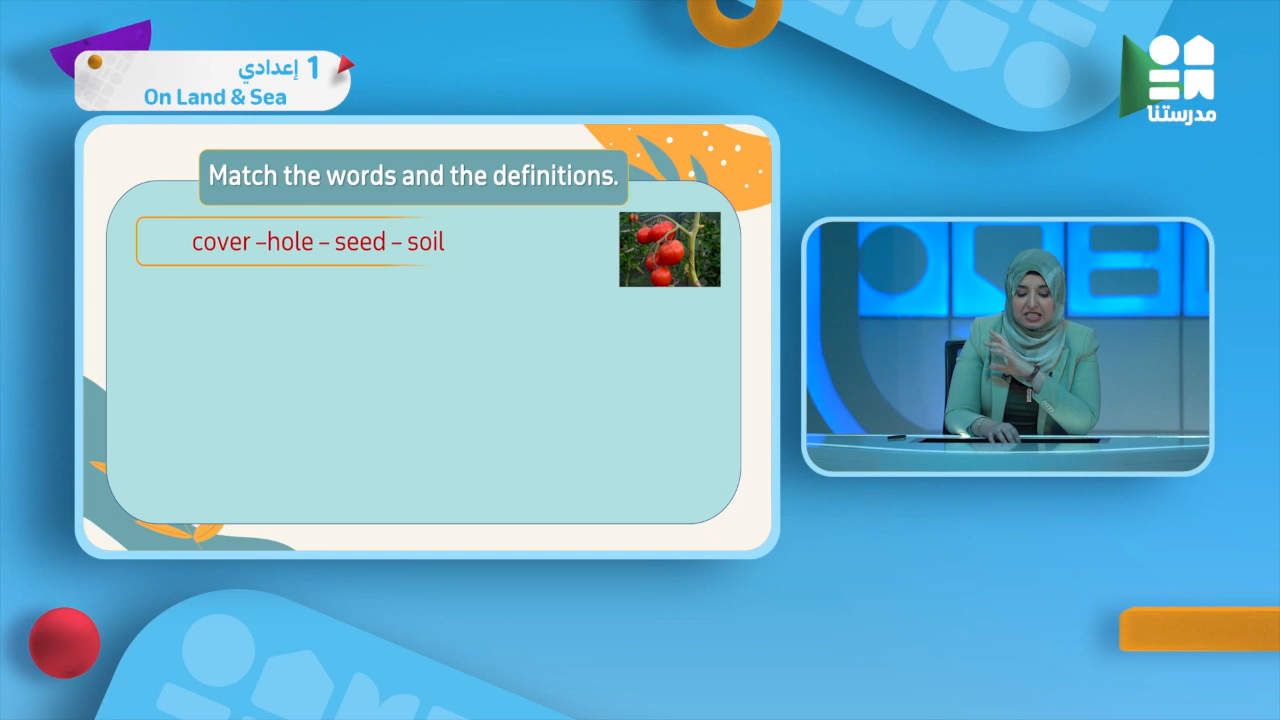 1 إعدادي
On Land & Sea
مدرستنا
Match the words and the definitions.
cover –hole – seed – soil